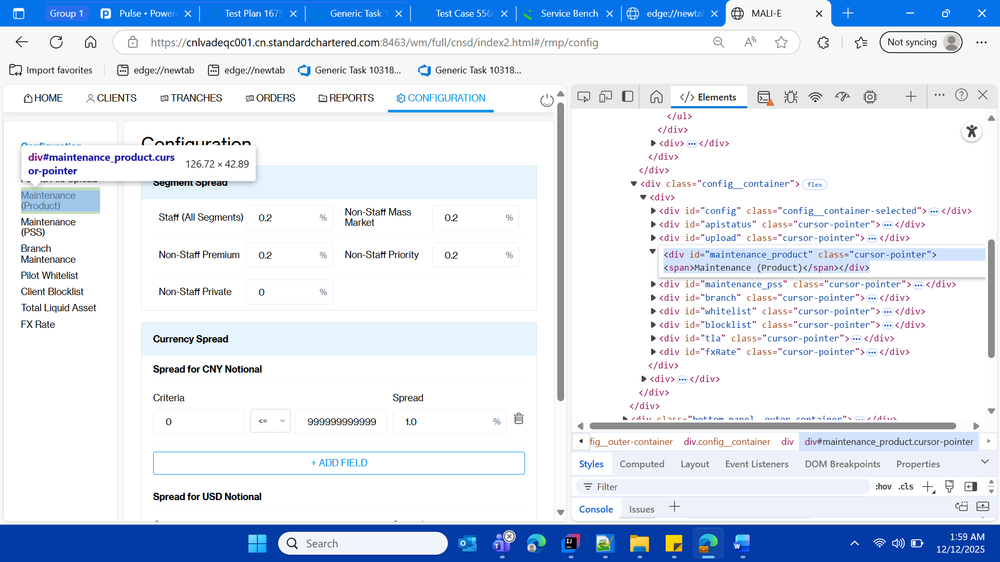 Group 1
Pulse • Power
Test Plan 1675
Generic Task 1
Test Case 556
Service Bench
edge://newta
MALI-E
https://cnlvadeqc001.cn.standardchartered.com:8463/wm/full/cnsd/index2.html#/rmp/config
Not syncing
Import favorites
edge://newtab
edge://newtab
Generic Task 10318...
Generic Task 10318...
HOME
CLIENTS
TRANCHES
ORDERS
REPORTS
CONFIGURATION
Configuration
div#maintenance_product.curs
or-pointer
126.72 × 42.89
Maintenance
(Product)
Maintenance
(PSS)
Branch
Maintenance
Pilot Whitelist
Client Blocklist
Total Liquid Asset
FX Rate
Configuration
Segment Spread
Staff (All Segments) 0.2 %
Non-Staff Mass
Market 0.2 %
Non-Staff Premium 0.2 %
Non-Staff Priority 0.2 %
Non-Staff Private 0 %
Currency Spread
Spread for CNY Notional
Criteria Spread
0 <= 999999999999 1.0 %
+ ADD FIELD
Spread for USD Notional
</> Elements
</ul>
</div>
<div> ••• </div>
</div>
</div>
<div class="config__container"> flex
<div>
<div id="config" class="config__container-selected"> ••• </div>
<div id="apistatus" class="cursor-pointer"> ••• </div>
<div id="upload" class="cursor-pointer"> ••• </div>
<div id="maintenance_product" class="cursor-pointer">
<span>Maintenance (Product)</span></div>
<div id="maintenance_pss" class="cursor-pointer"> ••• </div>
<div id="branch" class="cursor-pointer"> ••• </div>
<div id="whitelist" class="cursor-pointer"> ••• </div>
<div id="blocklist" class="cursor-pointer"> ••• </div>
<div id="tla" class="cursor-pointer"> ••• </div>
<div id="fxRate" class="cursor-pointer"> ••• </div>
</div>
<div> ••• </div>
</div>
</div>
<div class="bottom_panel__outer_container"> ••• </div>
fig__outer-container div.config__container div div#maintenance_product.cursor-pointer
Styles Computed Layout Event Listeners DOM Breakpoints Properties
Filter :hov .cls
Console Issues
Search
1:59 AM
12/12/2025